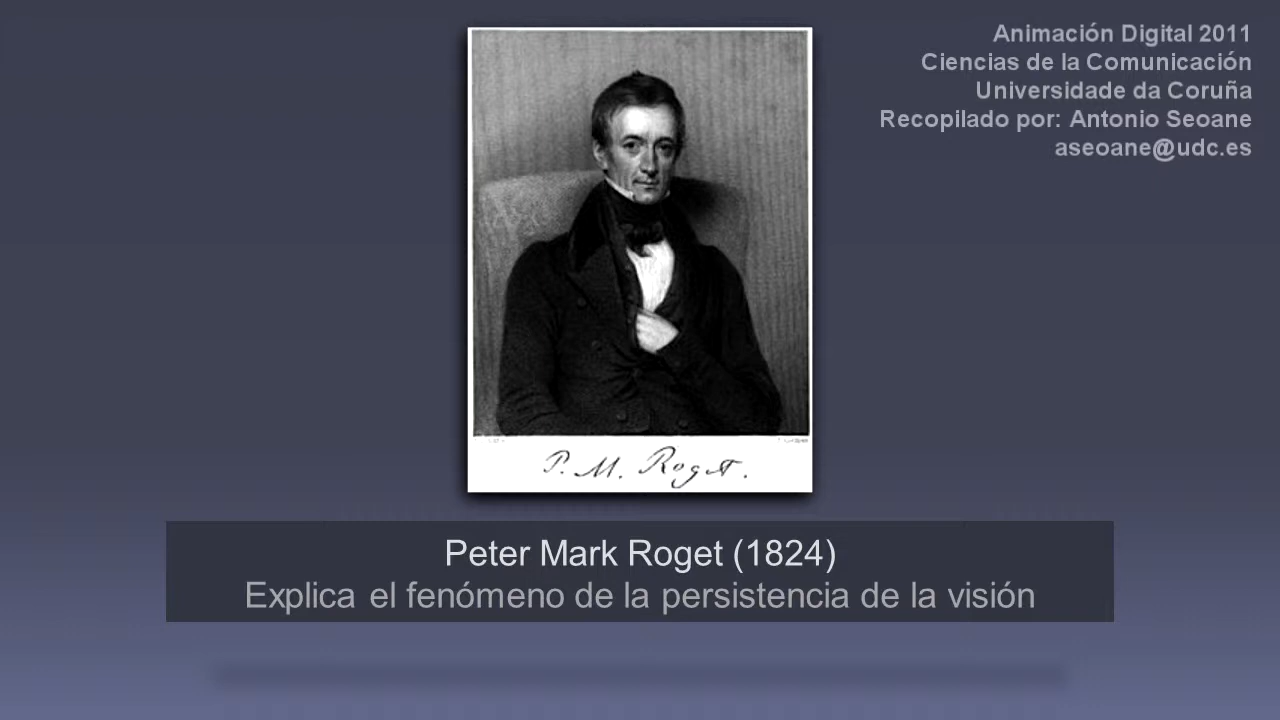 Animación Digital 2011
Ciencias de la Comunicación
Universidade da Coruña
Recopilado por: Antonio Seoane
aseoane@udc.es
P. M. Roget.
Peter Mark Roget (1824)
Explica el fenómeno de la persistencia de la visión